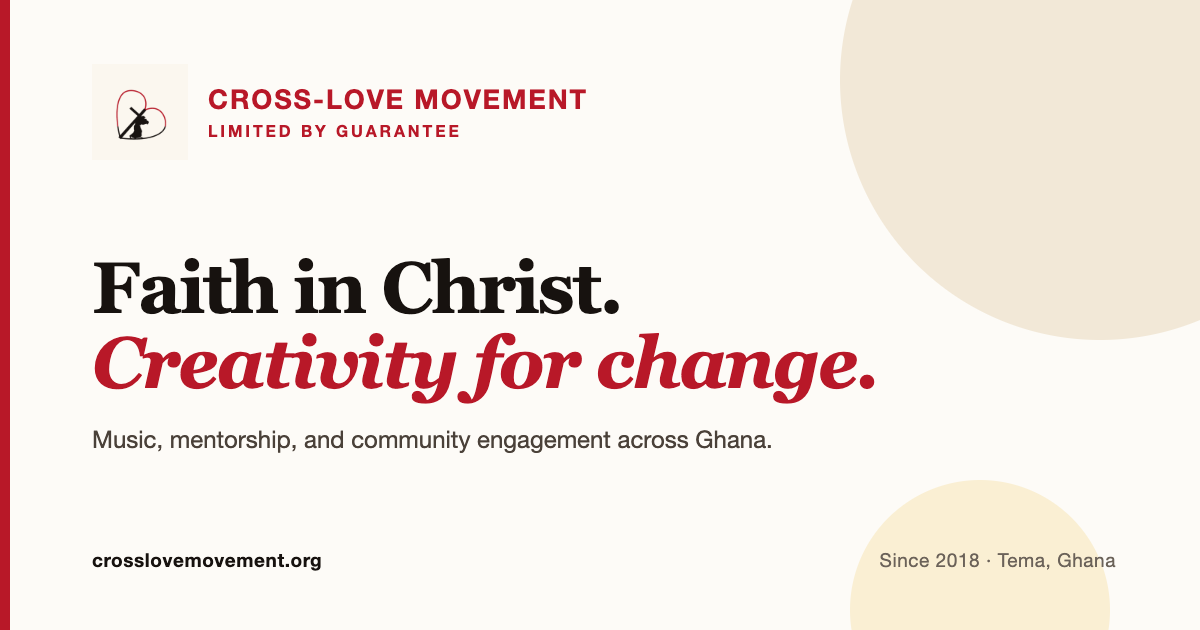 CROSS-LOVE MOVEMENT
LIMITED BY GUARANTEE
Faith in Christ.
Creativity for change.
Music, mentorship, and community engagement across Ghana.
crosslovemovement.org
Since 2018 · Tema, Ghana